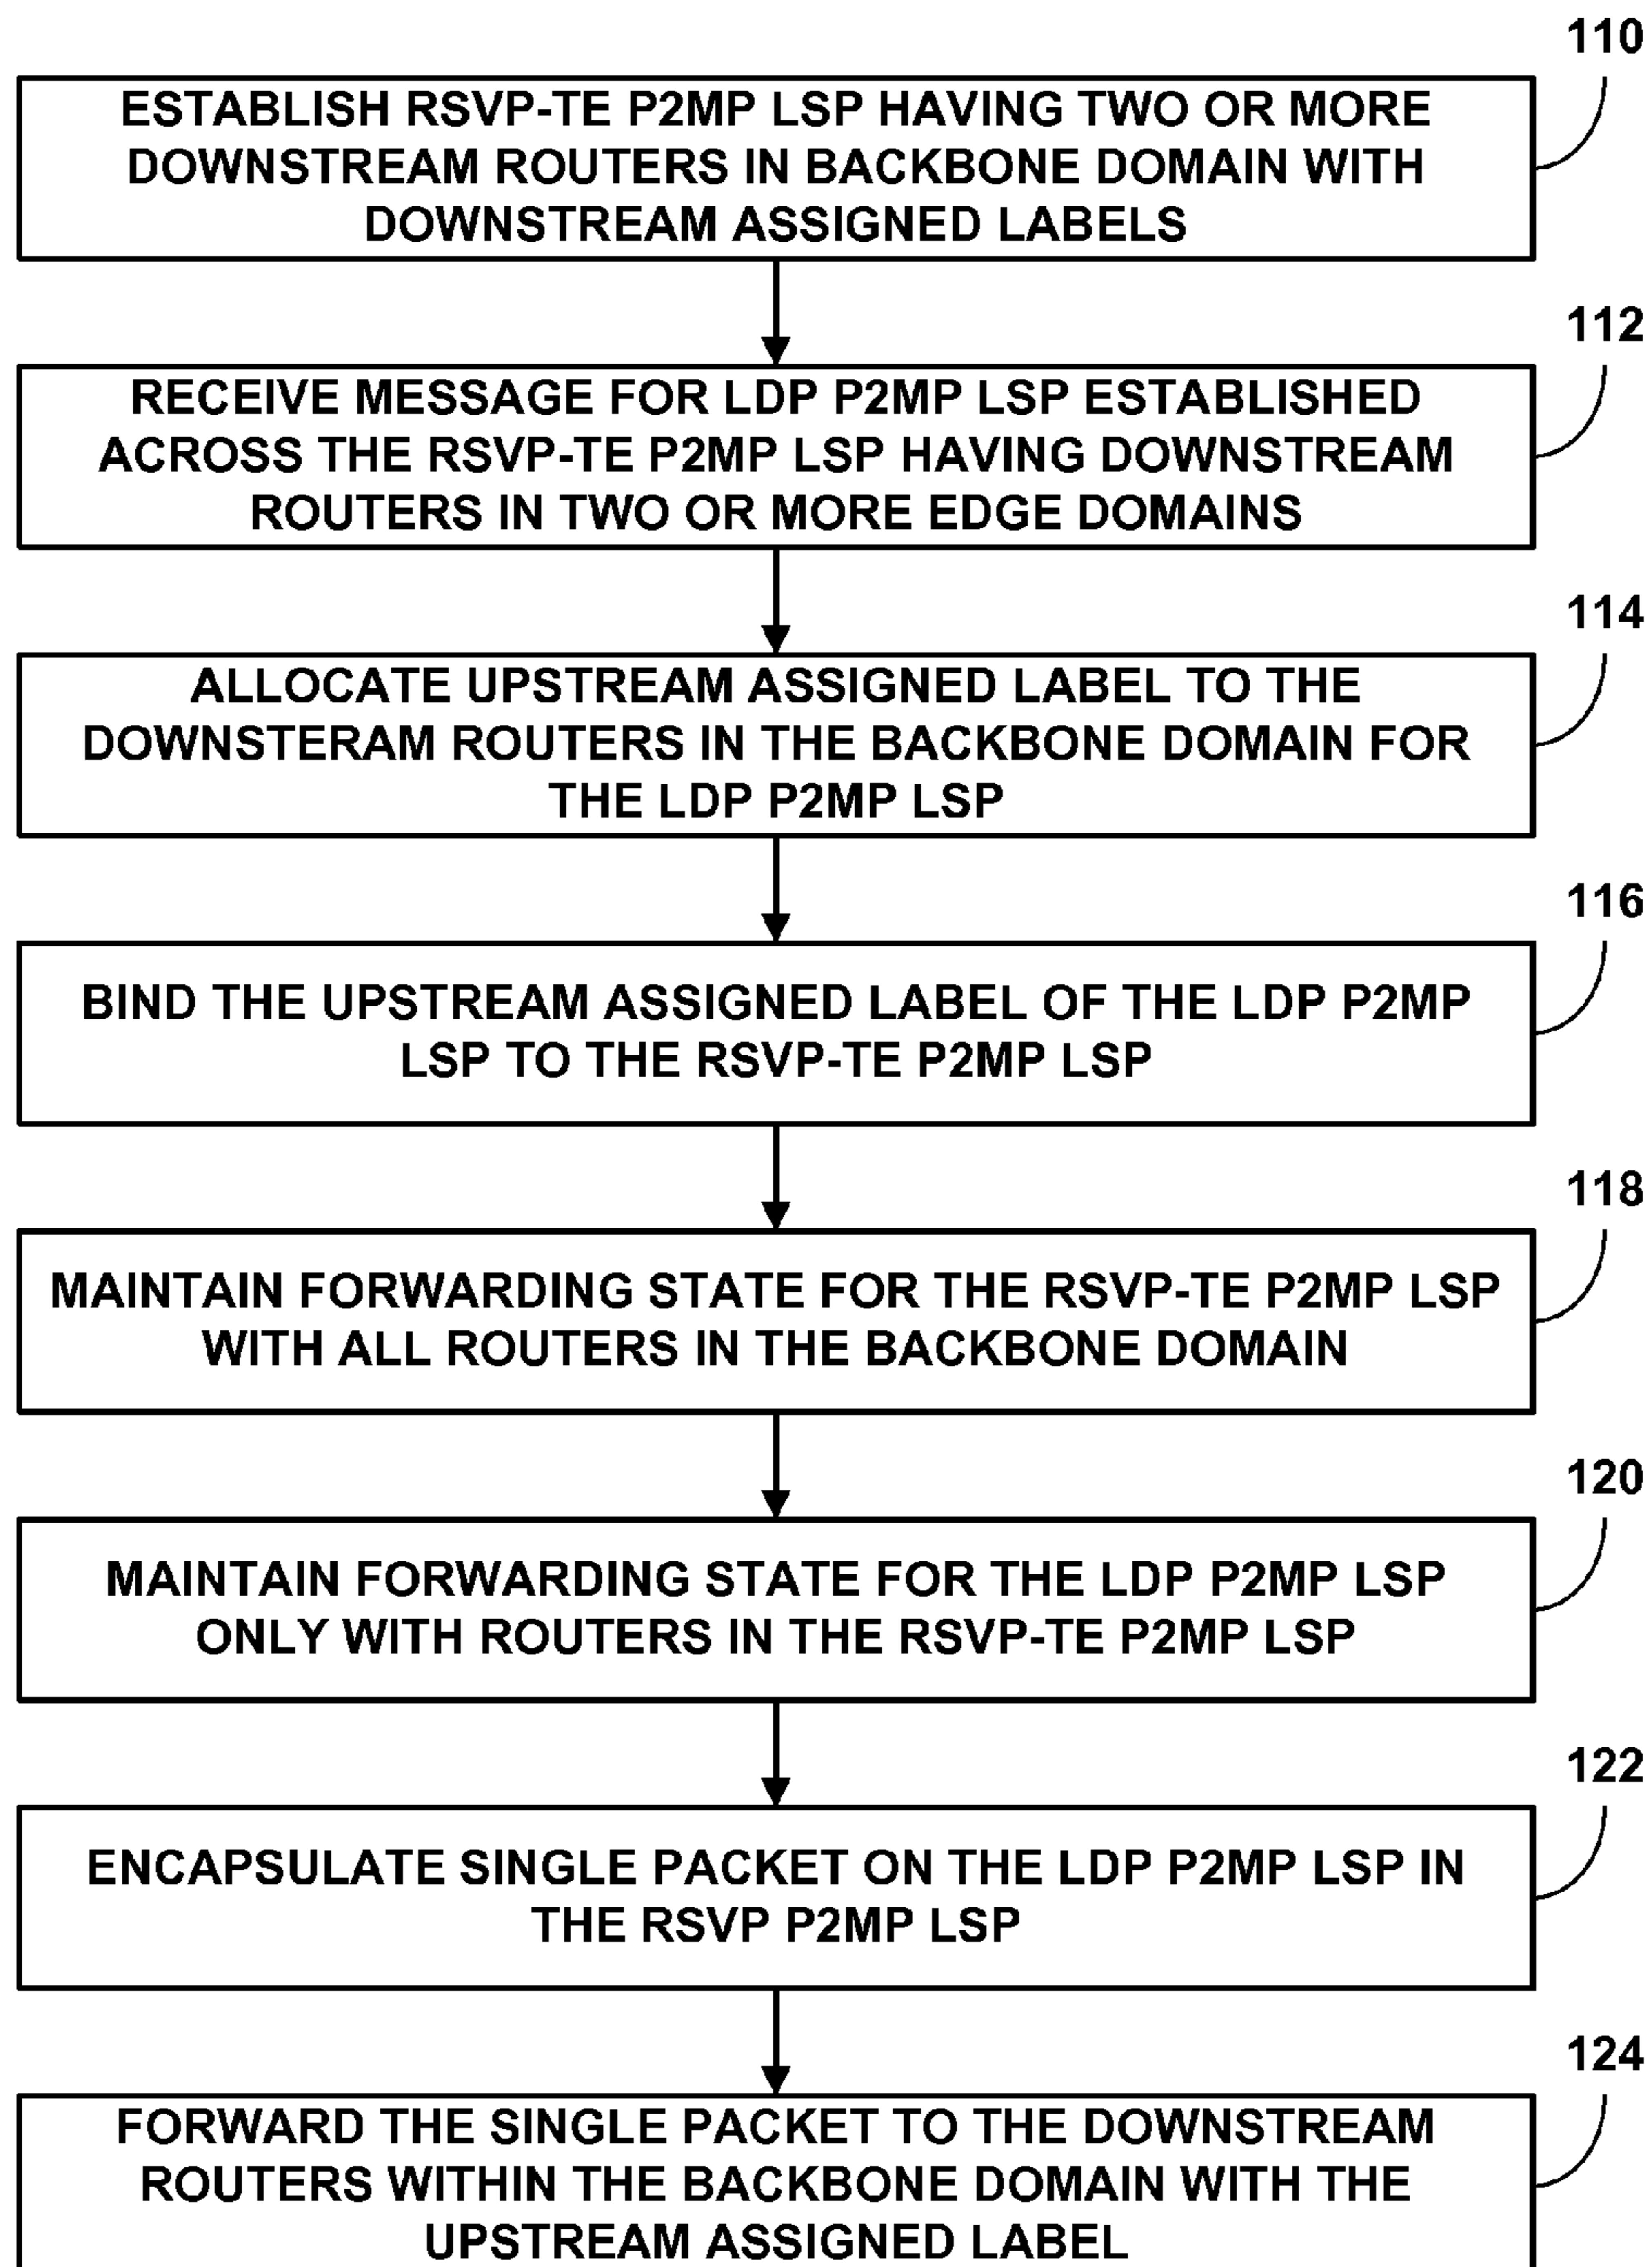 110
ESTABLISH RSVP-TE P2MP LSP HAVING TWO OR MORE
DOWNSTREAM ROUTERS IN BACKBONE DOMAIN WITH
DOWNSTREAM ASSIGNED LABELS
112
RECEIVE MESSAGE FOR LDP P2MP LSP ESTABLISHED
ACROSS THE RSVP-TE P2MP LSP HAVING DOWNSTREAM
ROUTERS IN TWO OR MORE EDGE DOMAINS
114
ALLOCATE UPSTREAM ASSIGNED LABEL TO THE
DOWNSTERAM ROUTERS IN THE BACKBONE DOMAIN FOR
THE LDP P2MP LSP
116
BIND THE UPSTREAM ASSIGNED LABEL OF THE LDP P2MP
LSP TO THE RSVP-TE P2MP LSP
118
MAINTAIN FORWARDING STATE FOR THE RSVP-TE P2MP LSP
WITH ALL ROUTERS IN THE BACKBONE DOMAIN
120
MAINTAIN FORWARDING STATE FOR THE LDP P2MP LSP
ONLY WITH ROUTERS IN THE RSVP-TE P2MP LSP
122
ENCAPSULATE SINGLE PACKET ON THE LDP P2MP LSP IN
THE RSVP P2MP LSP
124
FORWARD THE SINGLE PACKET TO THE DOWNSTREAM
ROUTERS WITHIN THE BACKBONE DOMAIN WITH THE
UPSTREAM ASSIGNED LABEL